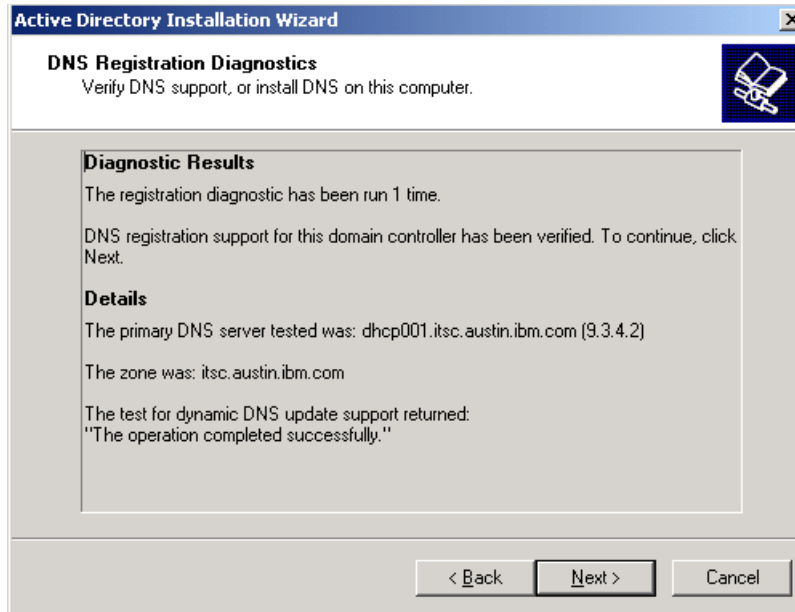 Active Directory Installation Wizard
DNS Registration Diagnostics
Verify DNS support, or install DNS on this computer.
Diagnostic Results
The registration diagnostic has been run 1 time.
DNS registration support for this domain controller has been verified. To continue, click
Next.
Details
The primary DNS server tested was: dhcp001.itsc.austin.ibm.com (9.3.4.2)
The zone was: itsc.austin.ibm.com
The test for dynamic DNS update support returned:
"The operation completed successfully."
< Back
Next >
Cancel